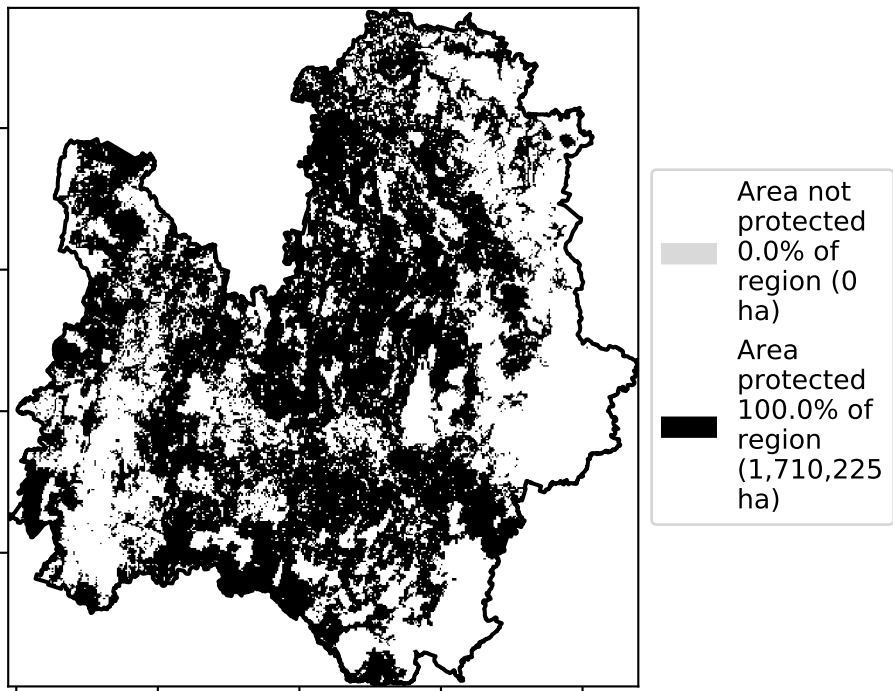 Area not
protected
0.0% of
region (0
ha)
Area
protected
100.0% of
region
(1,710,225
ha)